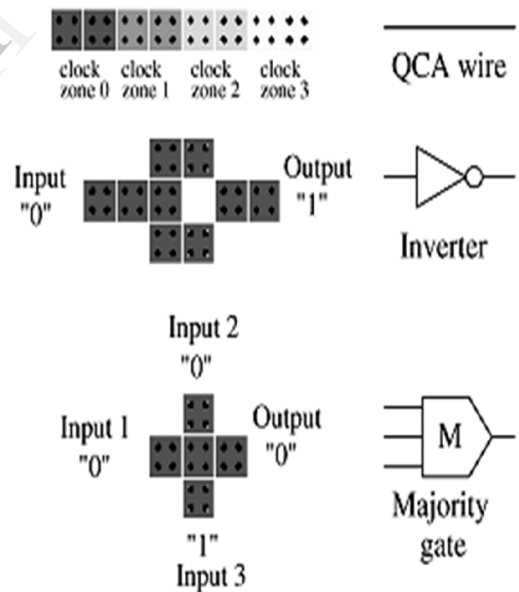 clock clock clock clock
zone 0 zone 1 zone 2 zone 3
QCA wire
Input
"0"
Output
"1"
Inverter
Input 2
"0"
Input 1
"0"
Output
"0"
M
"1"
Input 3
Majority
gate